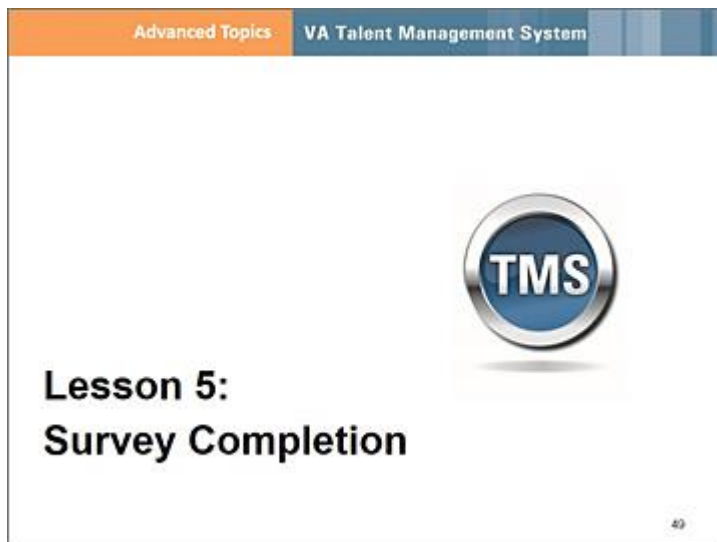 Advanced Topics
VA Talent Management System
TMS
Lesson 5:
Survey Completion
49